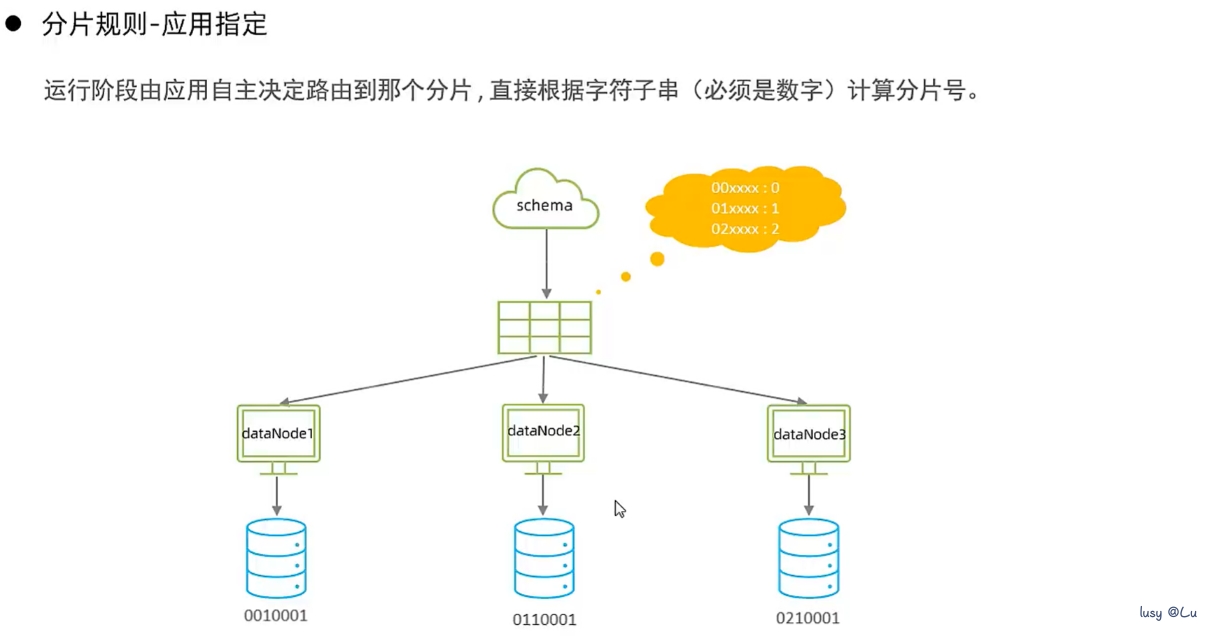 分片规则-应用指定
运行阶段由应用自主决定路由到那个分片 , 直接根据字符子串（必须是数字）计算分片号。
schema
00xxxx : 0
01xxxx : 1
02xxxx : 2
dataNode1
dataNode2
dataNode3
0010001
0110001
0210001
lusy @Lu